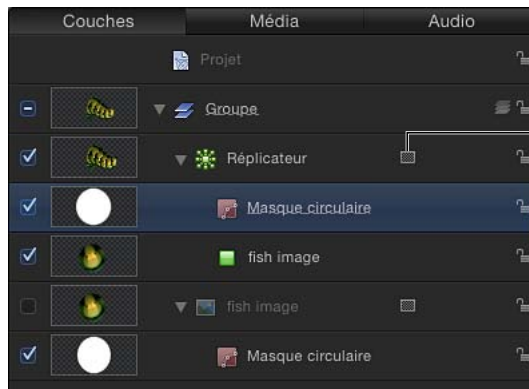 Couches Média Audio
Projet
Groupe
Réplicateur
Masque circulaire
fish image
fish image
Masque circulaire